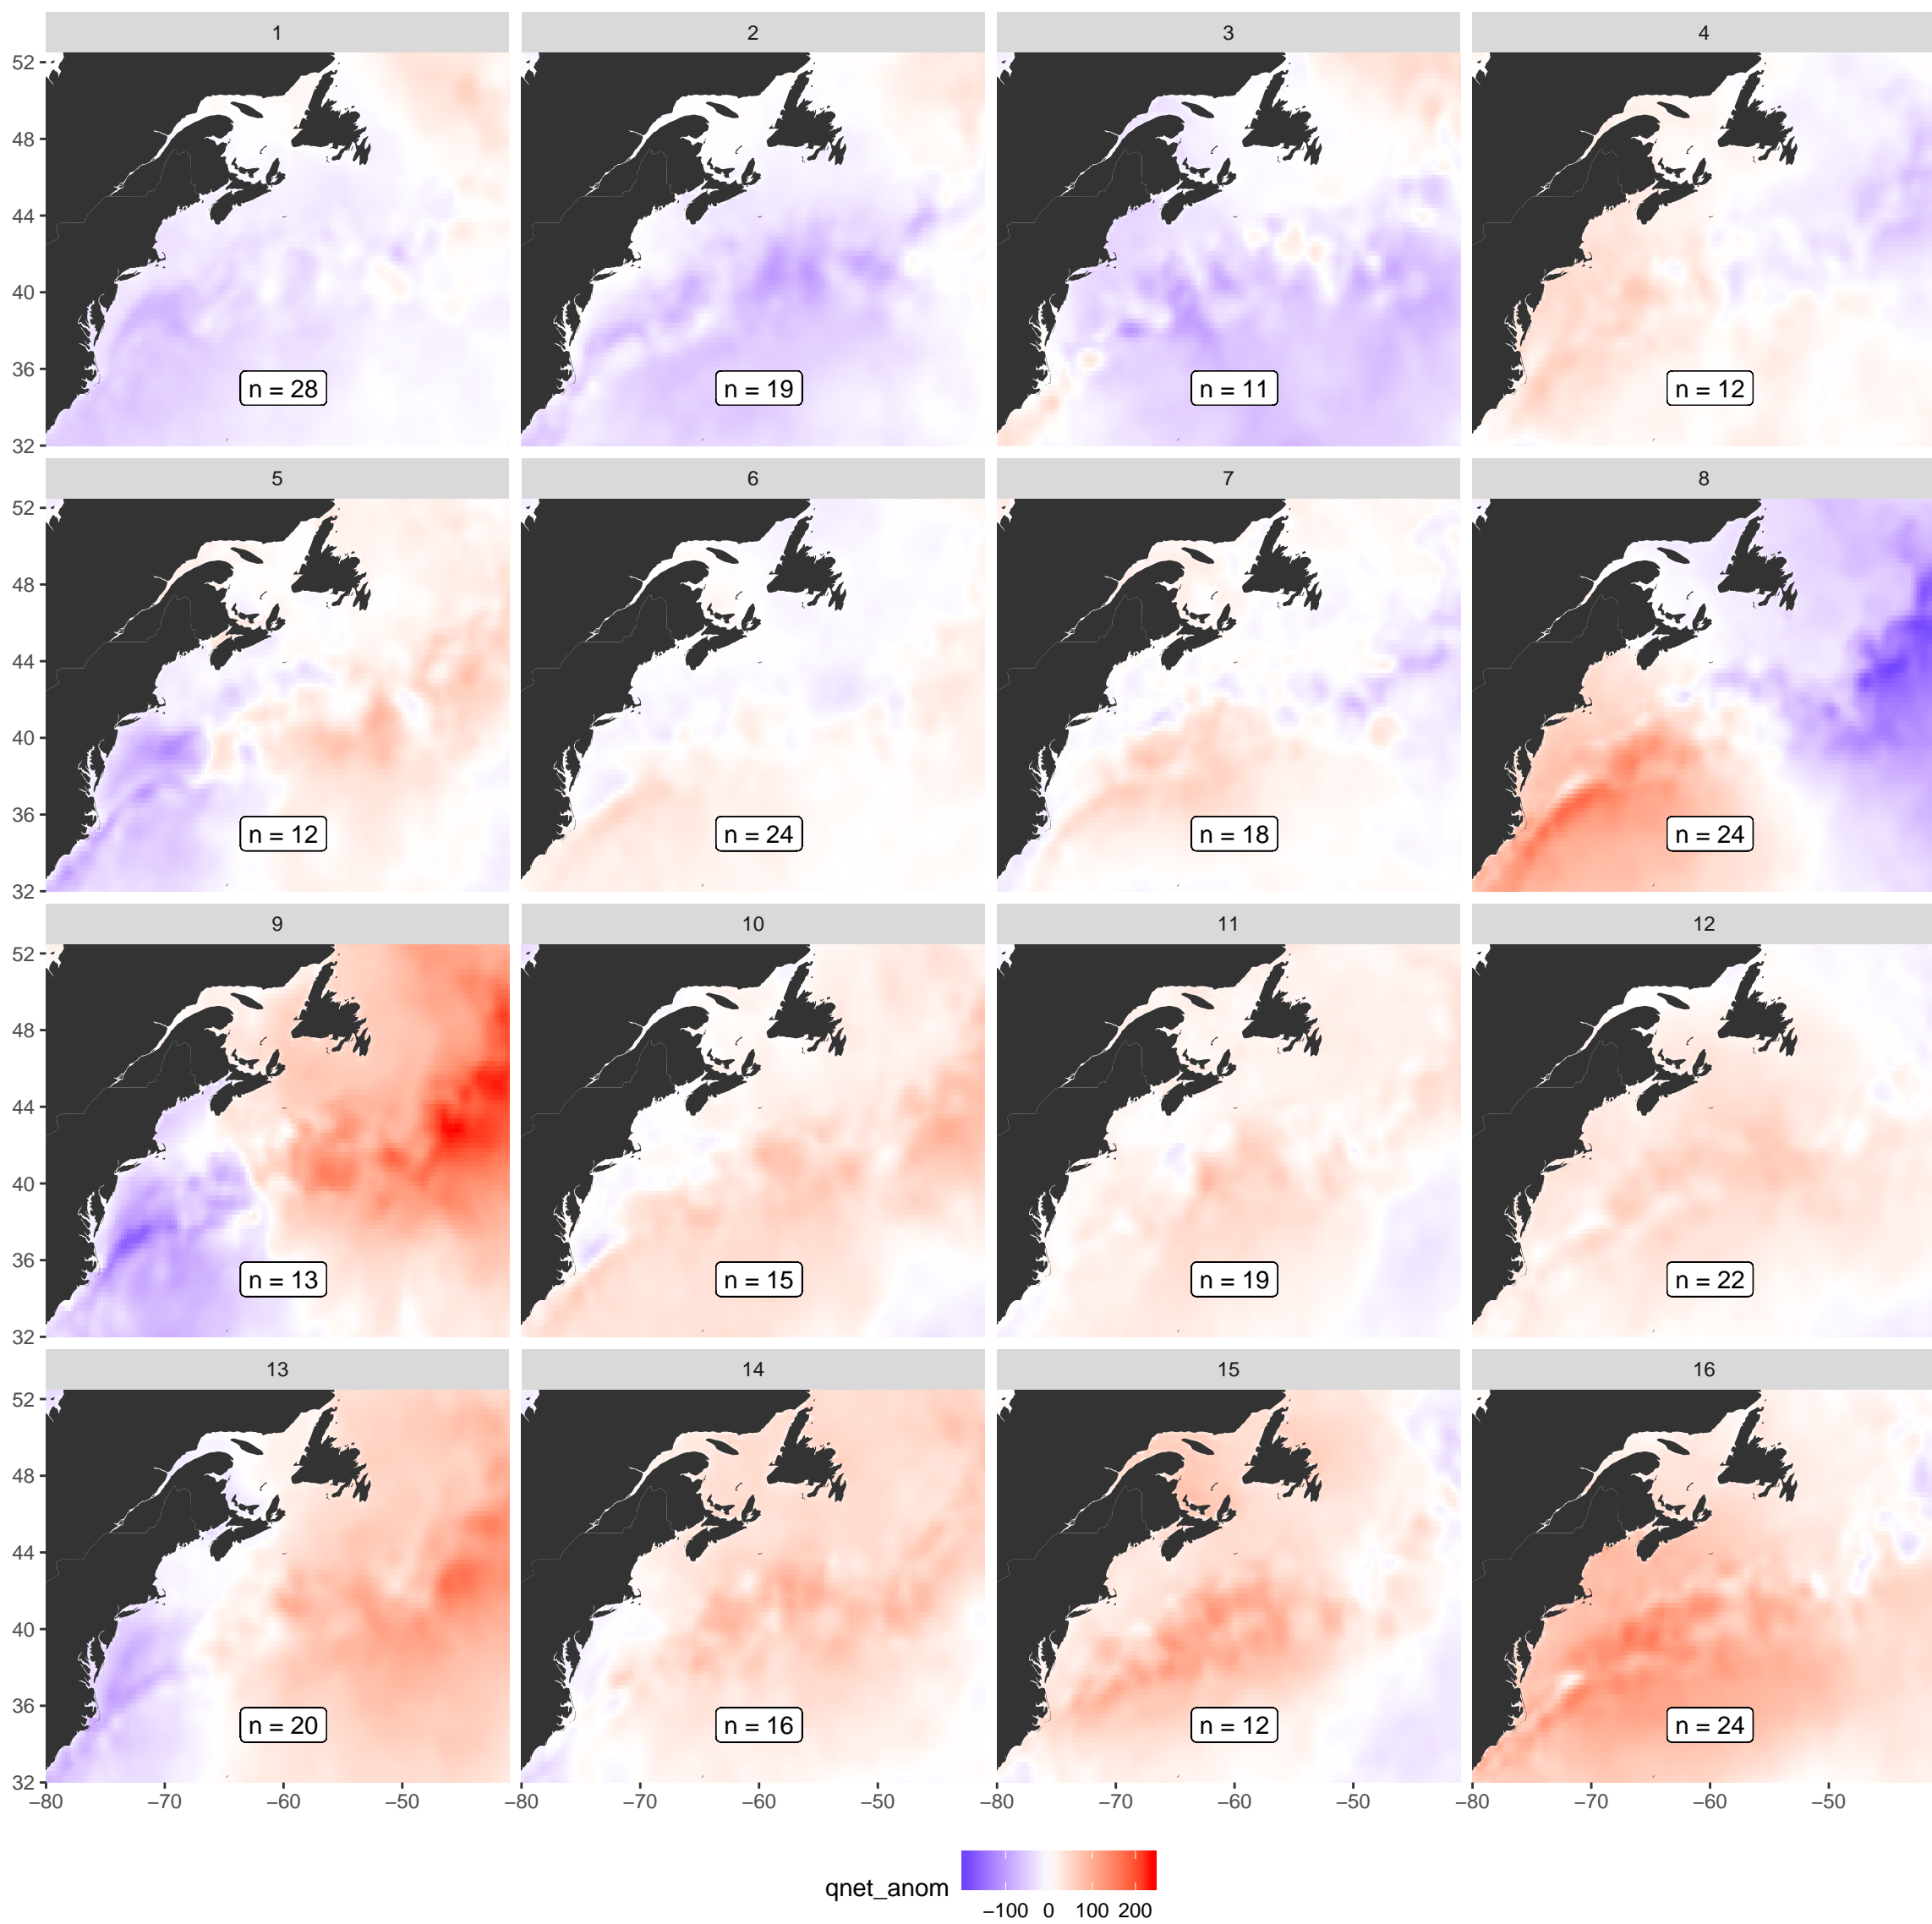 1 2 3 4
52
48
44
40
36
32
n = 28 n = 19 n = 11 n = 12
5 6 7 8
52
48
44
40
36
32
n = 12 n = 24 n = 18 n = 24
9 10 11 12
52
48
44
40
36
32
n = 13 n = 15 n = 19 n = 22
13 14 15 16
52
48
44
40
36
32
n = 20 n = 16 n = 12 n = 24
−80 −70 −60 −50 −80 −70 −60 −50 −80 −70 −60 −50 −80 −70 −60 −50
qnet_anom
−100 0 100 200